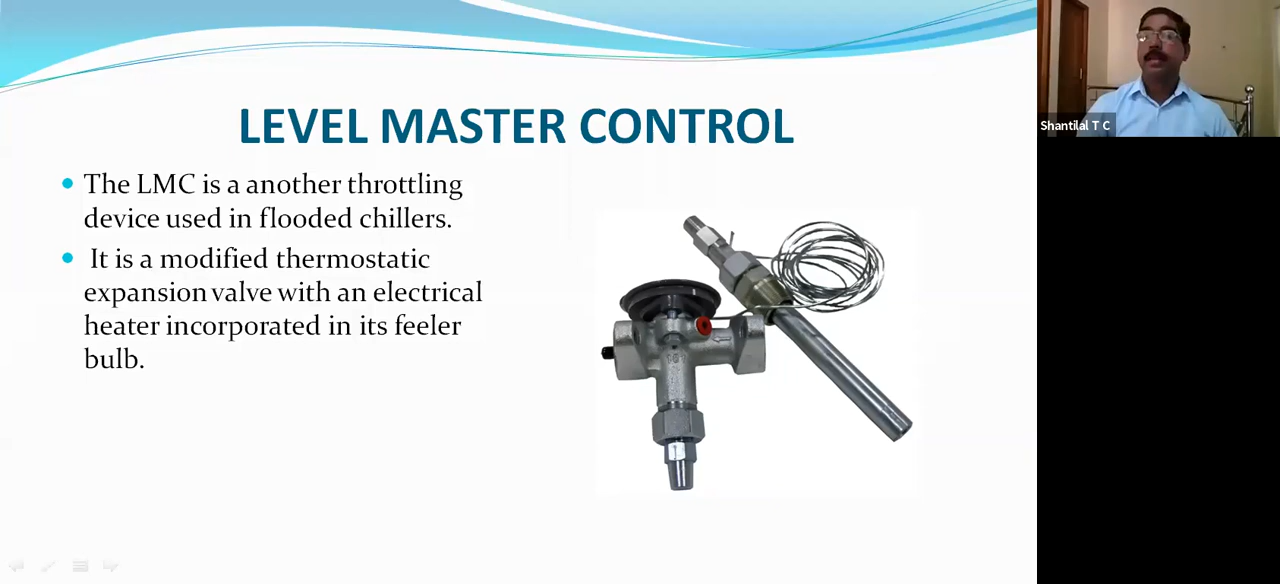 LEVEL MASTER CONTROL
The LMC is a another throttling
device used in flooded chillers.
It is a modified thermostatic
expansion valve with an electrical
heater incorporated in its feeler
bulb.
Shantilal T C